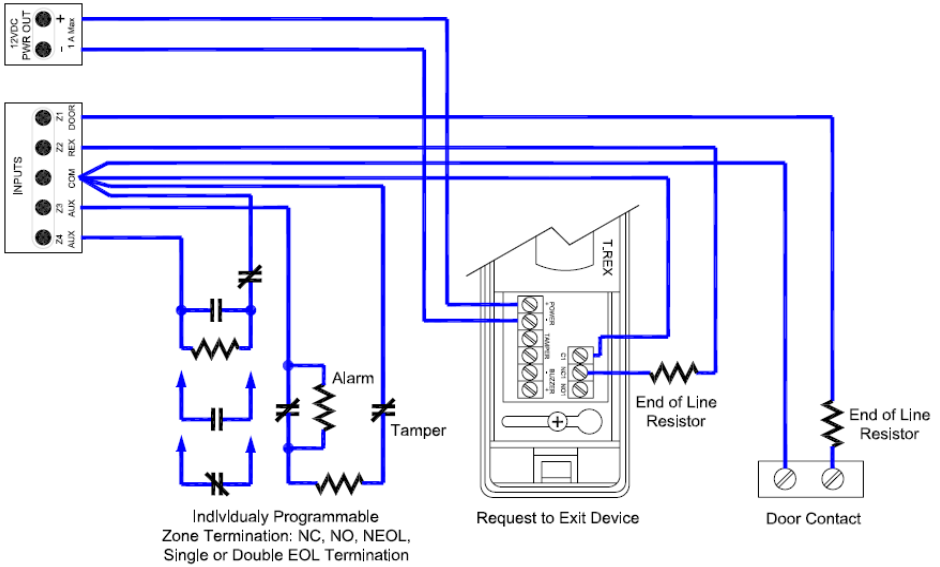 12VDC
PWR OUT
+
-
1 A Max
INPUTS
Z1 DOOR
Z2 REX
COM
Z3 AUX
Z4 AUX
T_REX
+
POWER
-
TAMPER
-
BUZZER
+
C1
NC1
NO1
Alarm
Tamper
End of Line
Resistor
End of Line
Resistor
Individualy Programmable
Zone Termination: NC, NO, NEOL,
Single or Double EOL Termination
Request to Exit Device
Door Contact